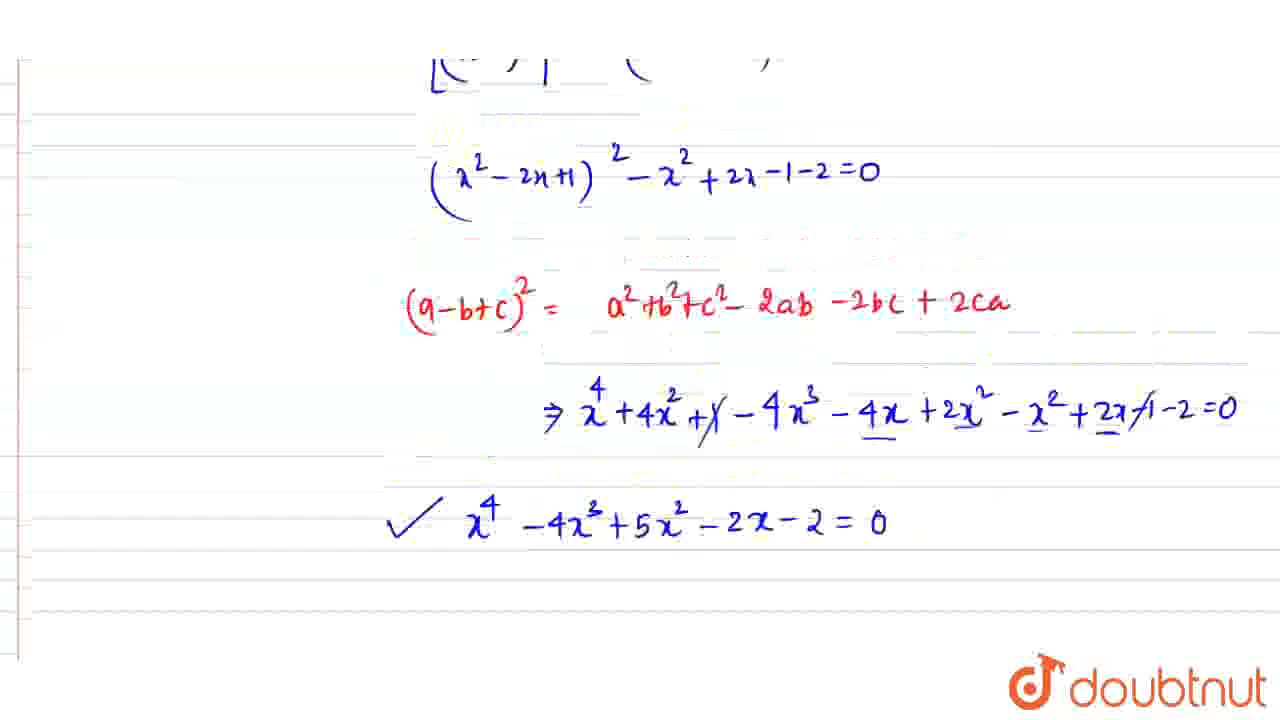 (x² - 2x + 1)² - x² + 2x - 1 - 2 = 0
(a - b + c)² = a² + b² + c² - 2ab - 2bc + 2ca
⇒ x⁴ + 4x² + 1 - 4x³ - 4x + 2x² - x² + 2x - 1 - 2 = 0
✓ x⁴ - 4x³ + 5x² - 2x - 2 = 0
doubtnut